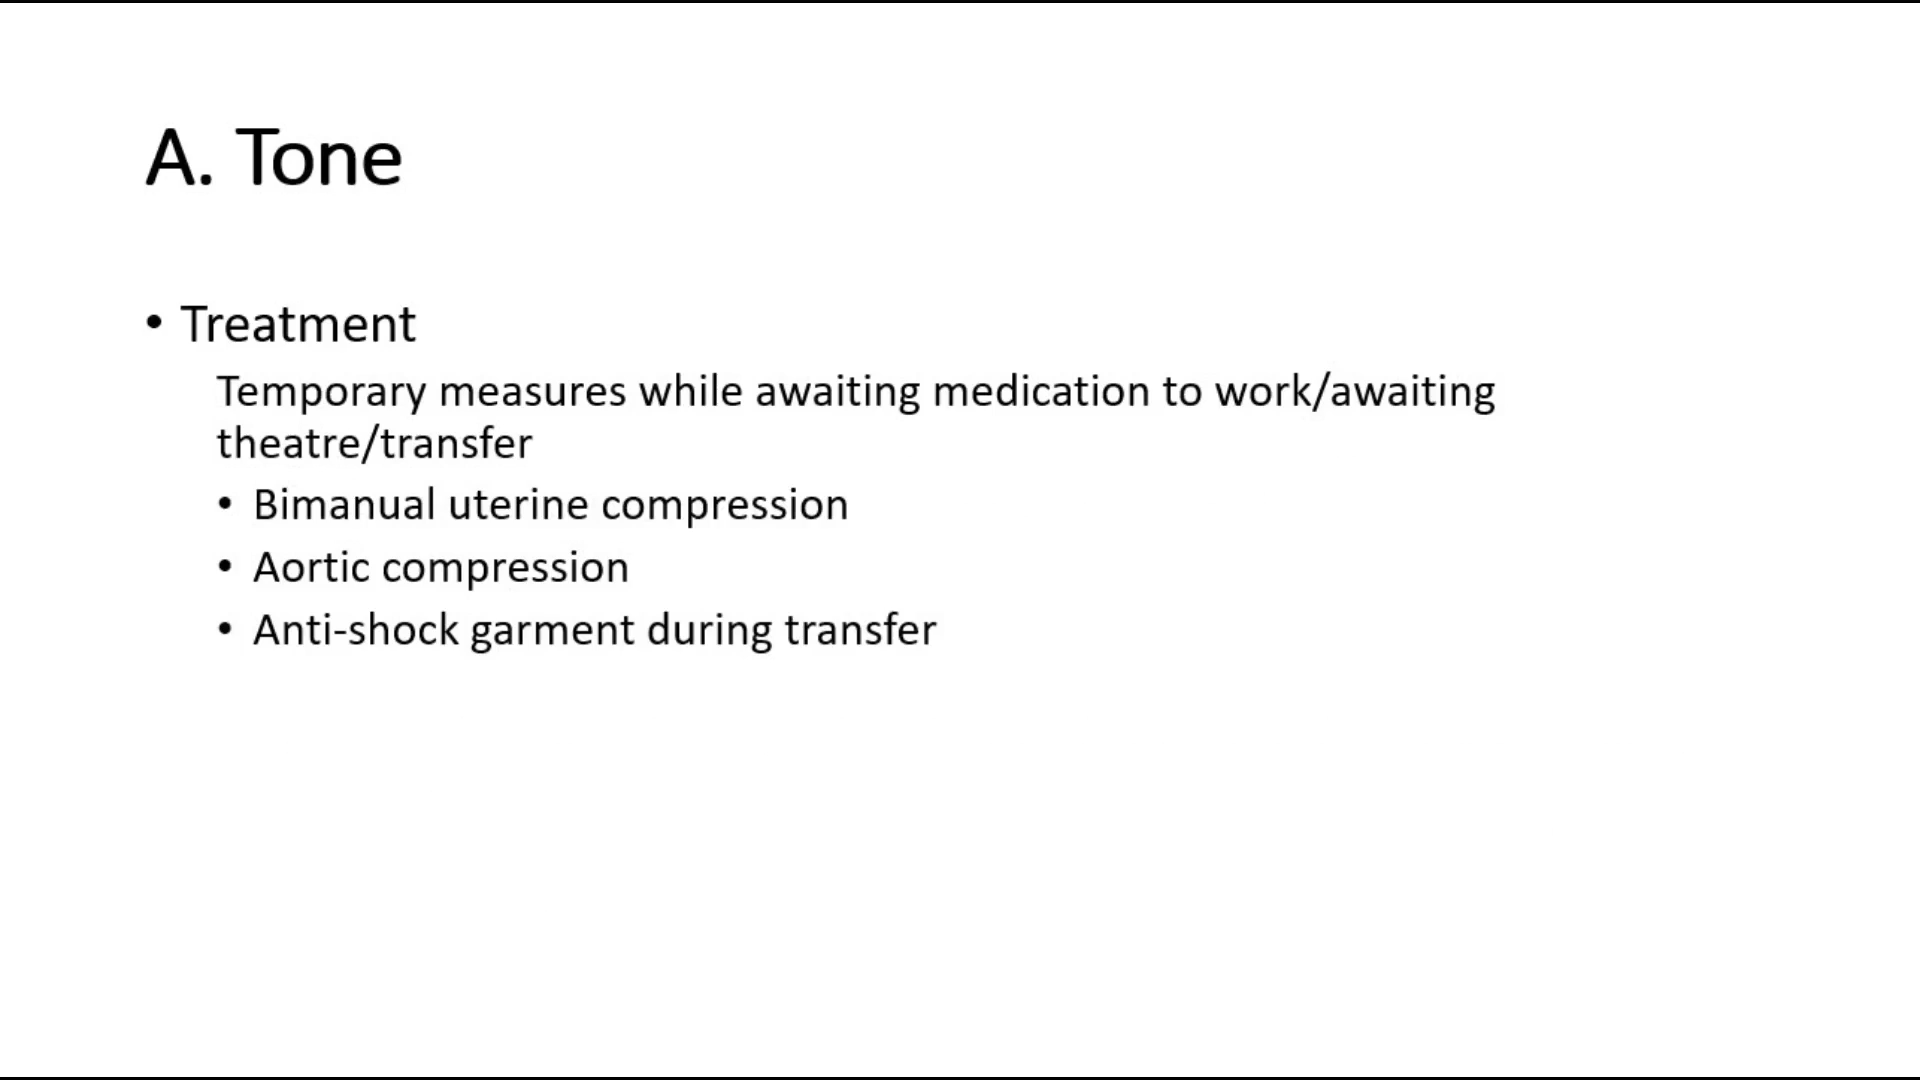 A. Tone
• Treatment
Temporary measures while awaiting medication to work/awaiting
theatre/transfer
• Bimanual uterine compression
• Aortic compression
• Anti-shock garment during transfer